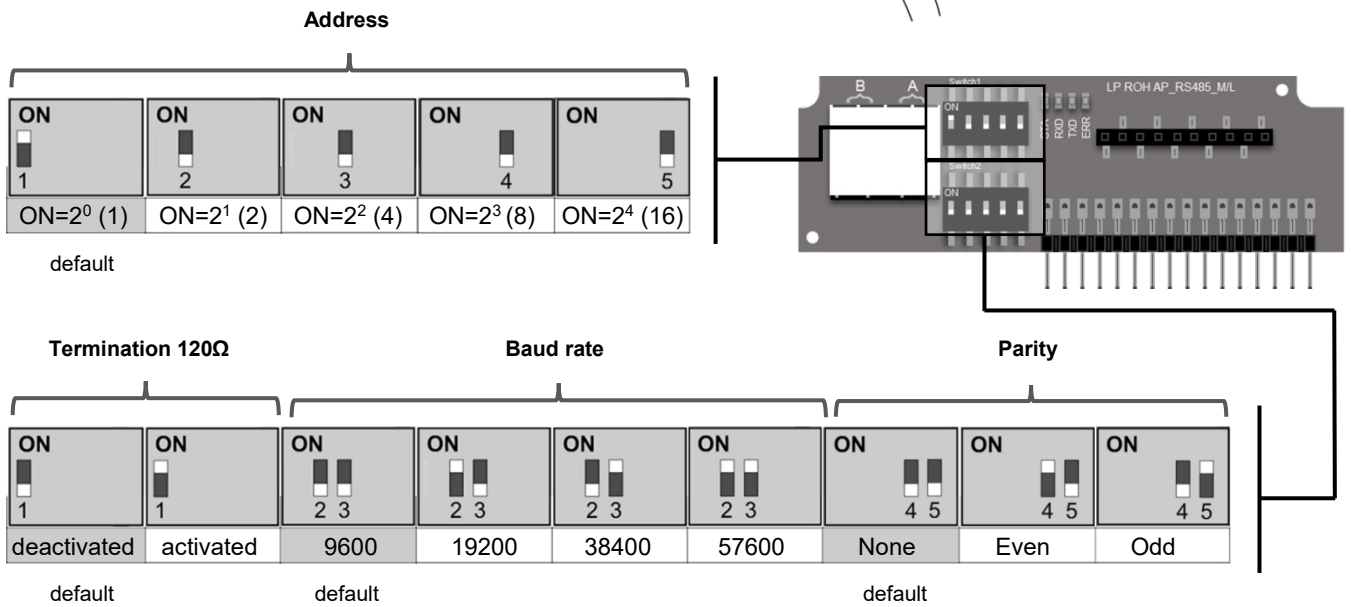 Address
ON ON ON ON ON
1 2 3 4 5
ON=2⁰ (1) ON=2¹ (2) ON=2² (4) ON=2³ (8) ON=2⁴ (16)
default
B A Switch1 LP ROH AP_RS485_M/L
ON
RXD
TXD
ERR
Switch2
ON
Termination 120Ω Baud rate Parity
ON ON ON ON ON ON ON ON ON
1 1 2 3 2 3 2 3 2 3 4 5 4 5 4 5
deactivated activated 9600 19200 38400 57600 None Even Odd
default default default